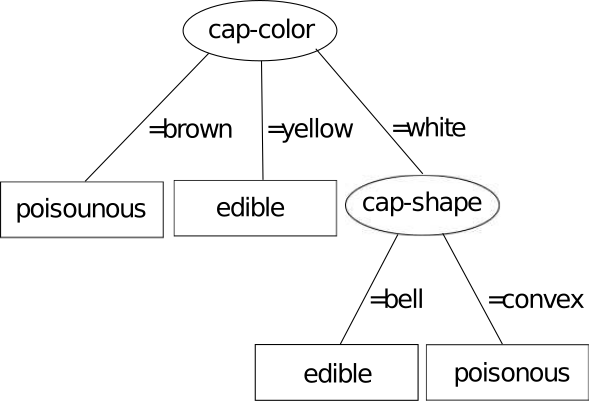 cap-color
=brown
=yellow
=white
poisounous
edible
cap-shape
=bell
=convex
edible
poisonous